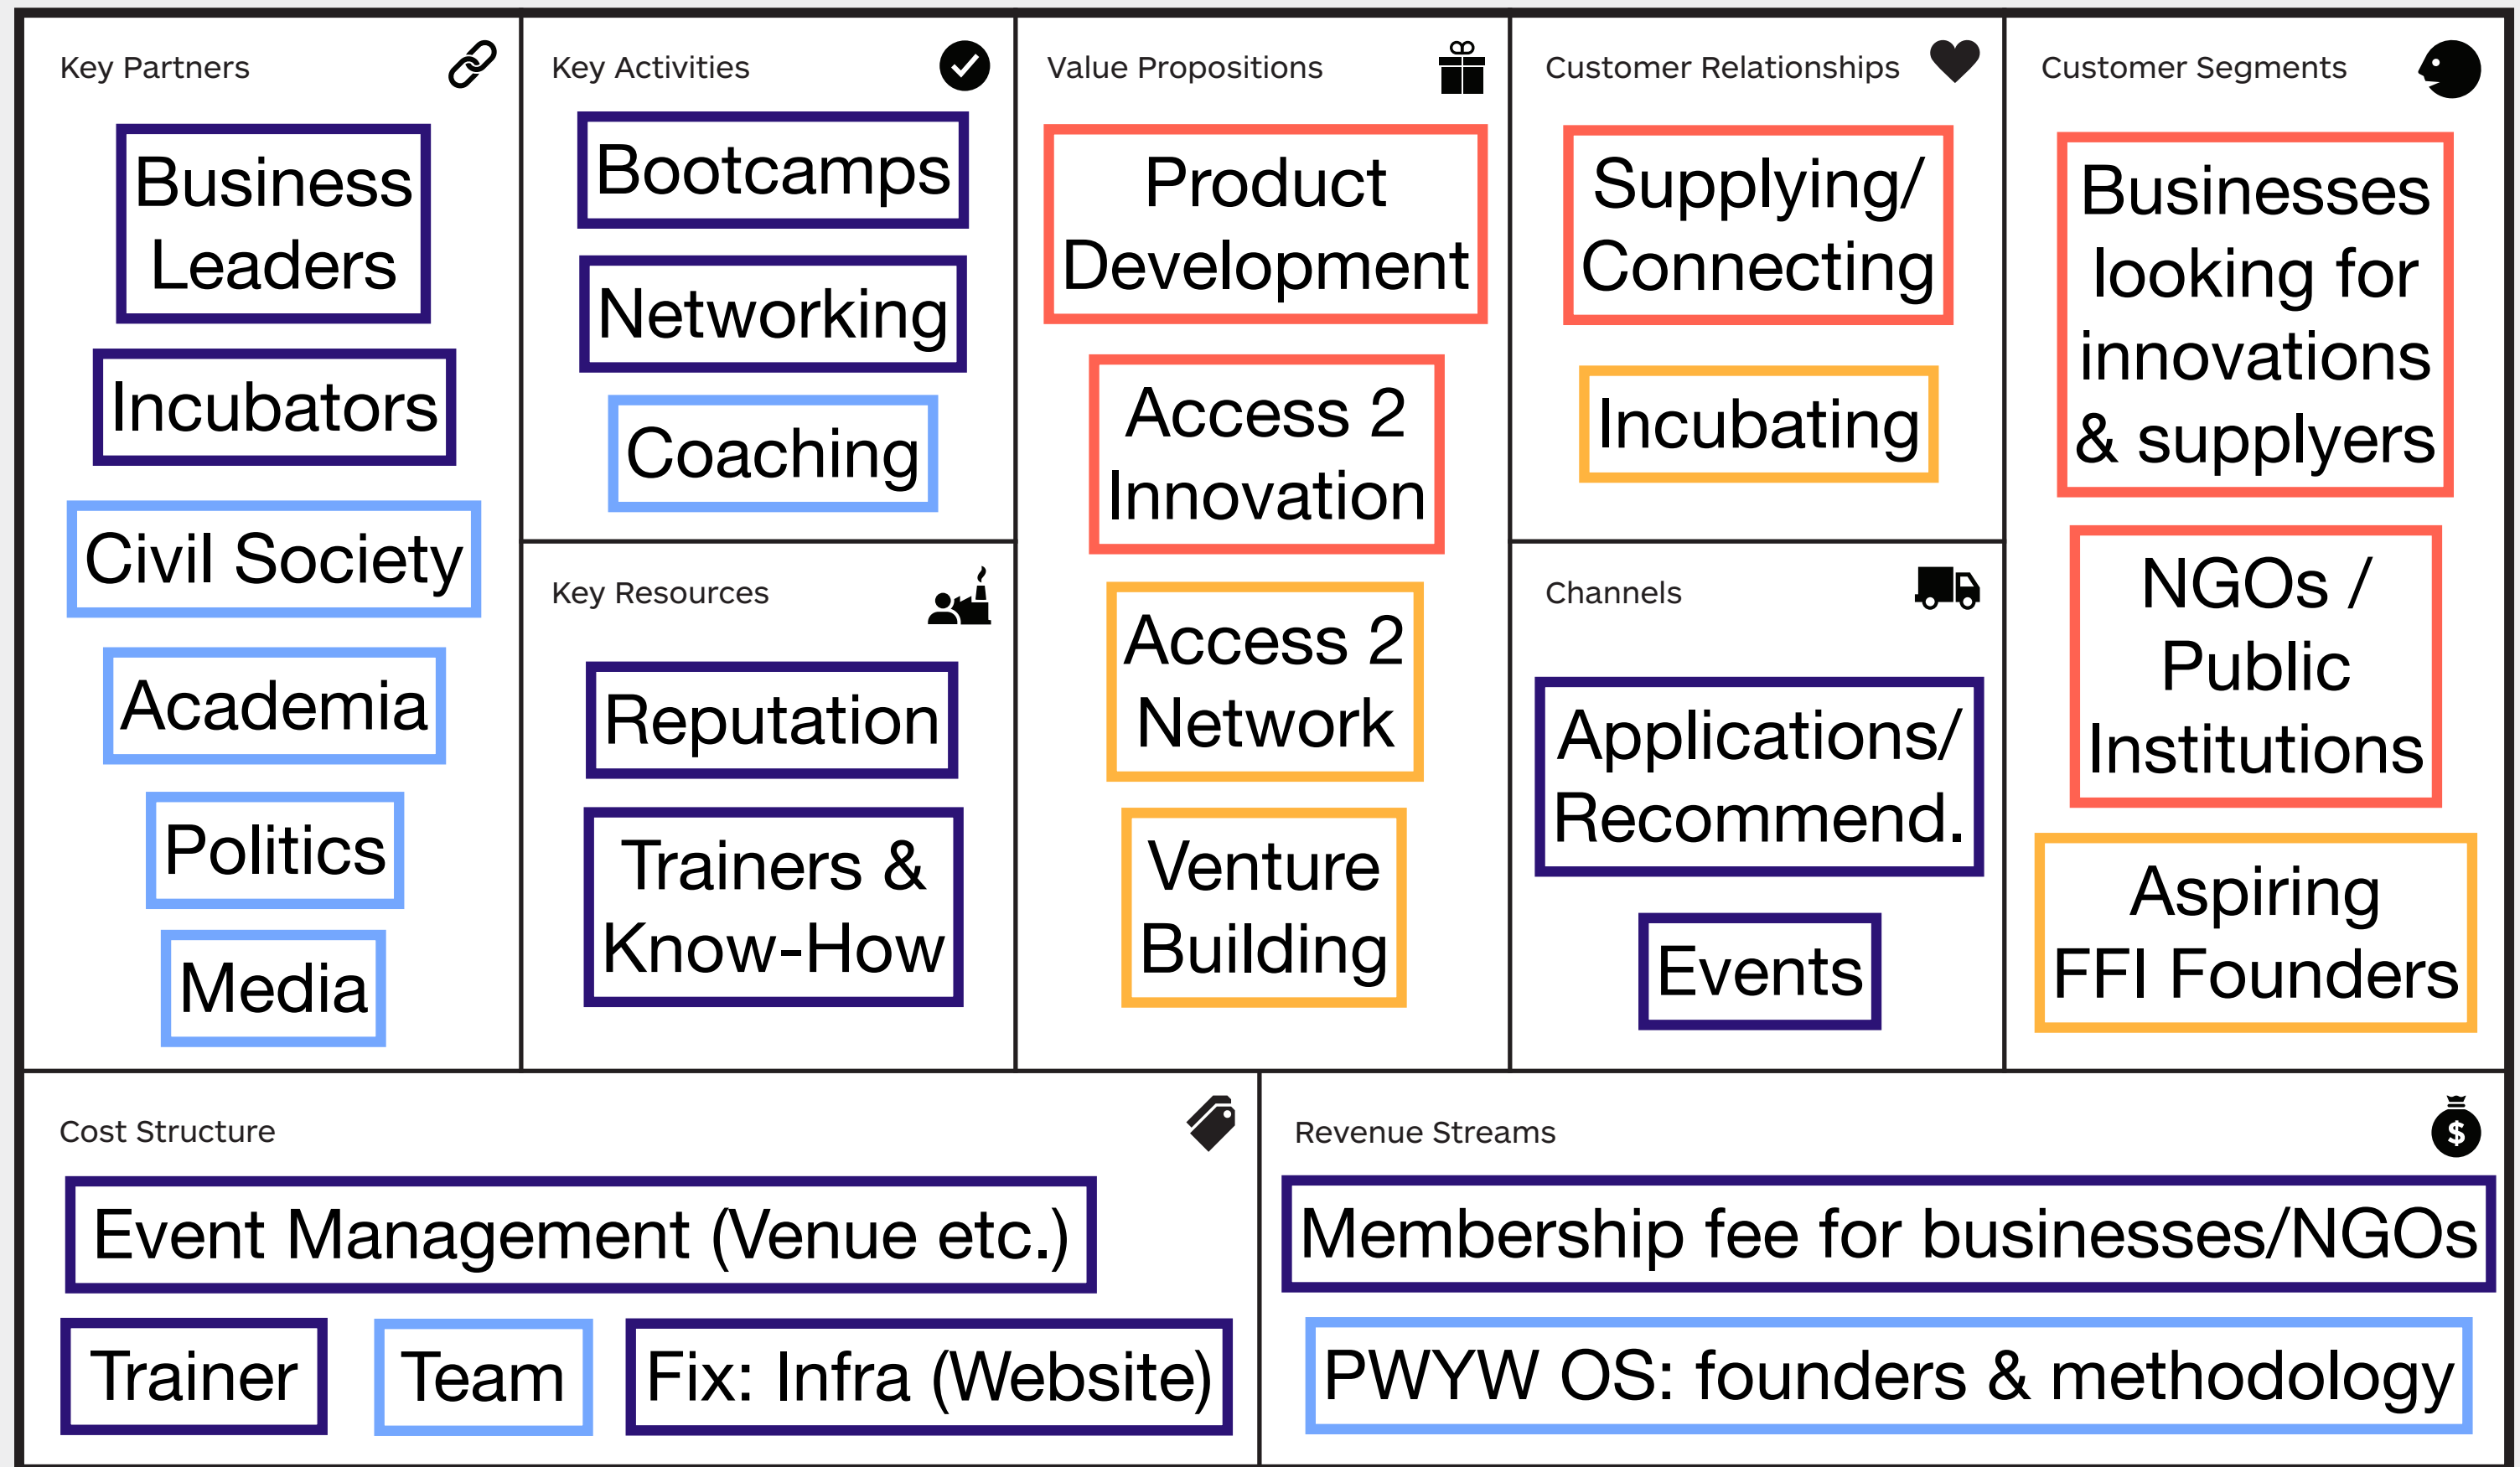 Key Partners
Business
Leaders
Incubators
Civil Society
Academia
Politics
Media
Key Activities
Bootcamps
Networking
Coaching
Key Resources
Reputation
Trainers &
Know-How
Value Propositions
Product
Development
Access 2
Innovation
Access 2
Network
Venture
Building
Customer Relationships
Supplying/
Connecting
Incubating
Channels
Applications/
Recommend.
Events
Customer Segments
Businesses
looking for
innovations
& supplyers
NGOs /
Public
Institutions
Aspiring
FFI Founders
Cost Structure
Event Management (Venue etc.)
Trainer
Team
Fix: Infra (Website)
Revenue Streams
$
Membership fee for businesses/NGOs
PWYW OS: founders & methodology